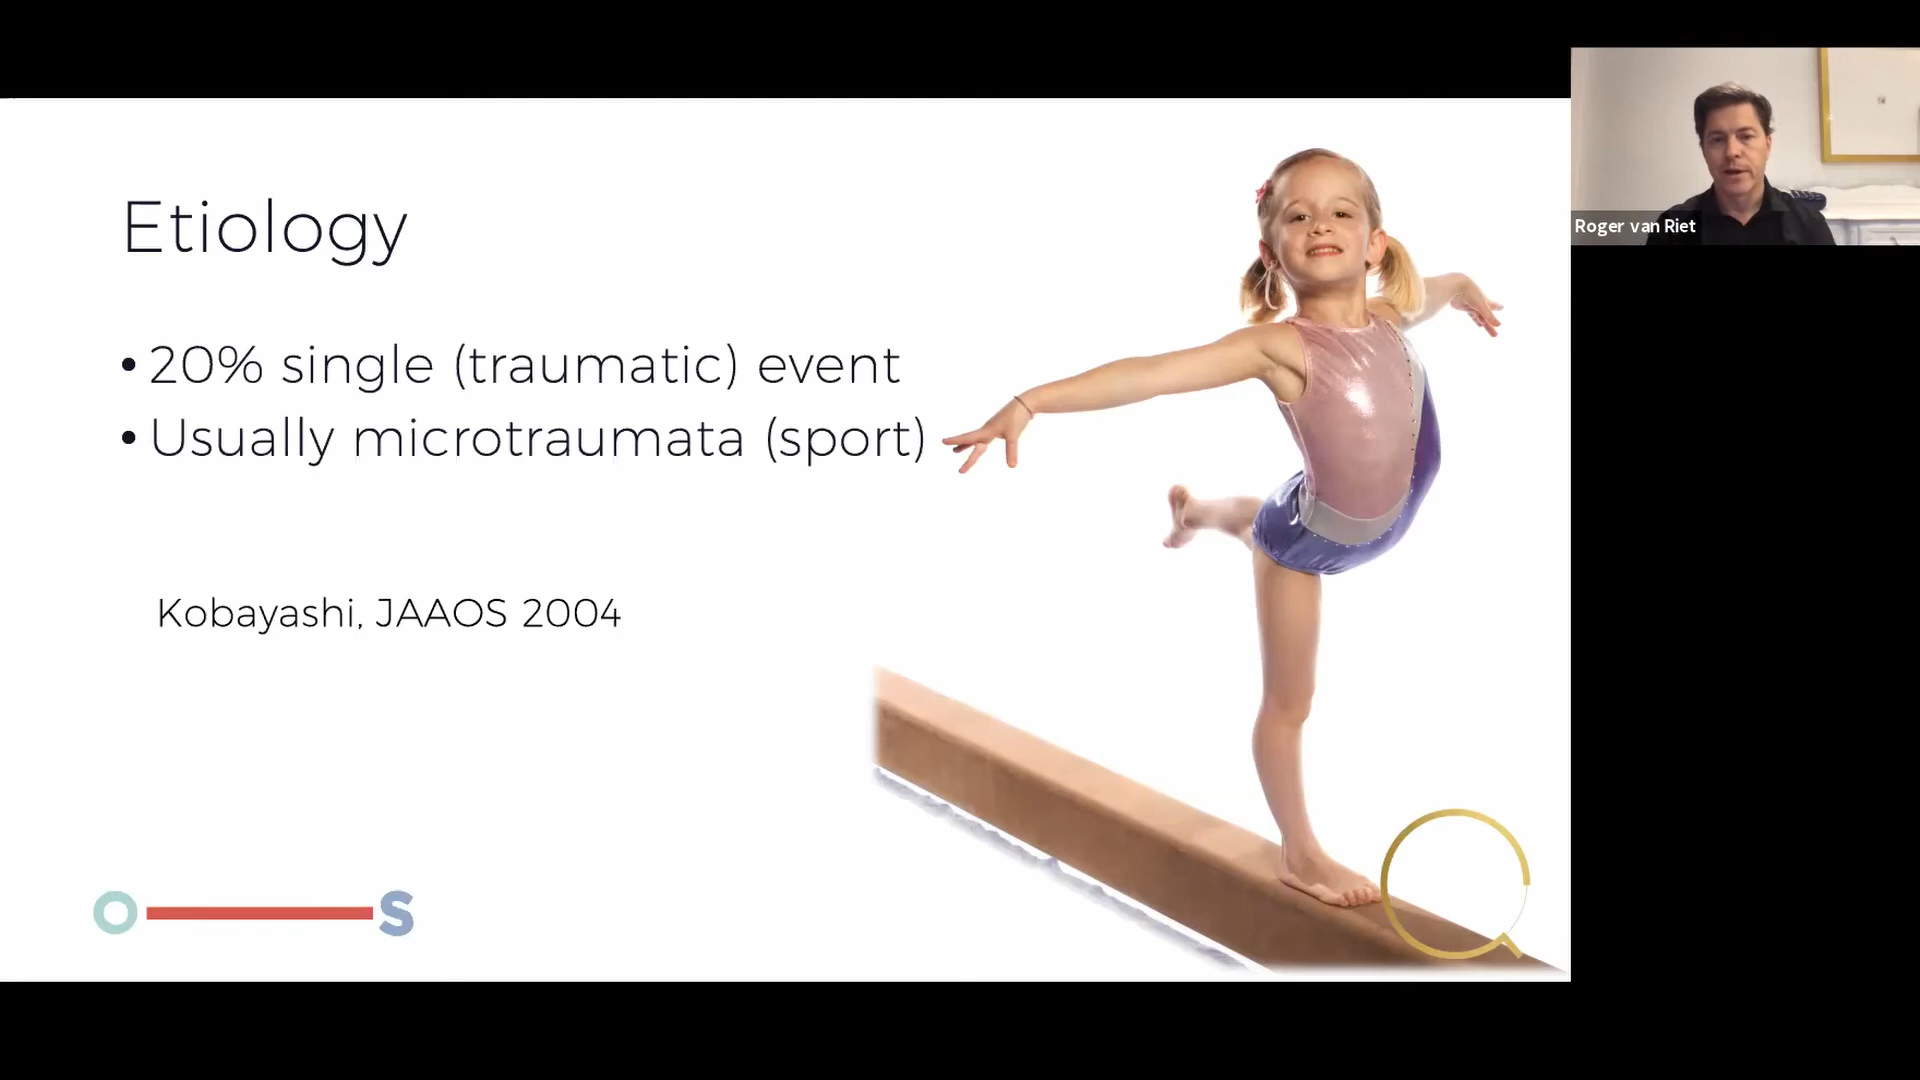 Etiology
• 20% single (traumatic) event
• Usually microtraumata (sport)
Kobayashi, JAAOS 2004
O S
Roger van Riet